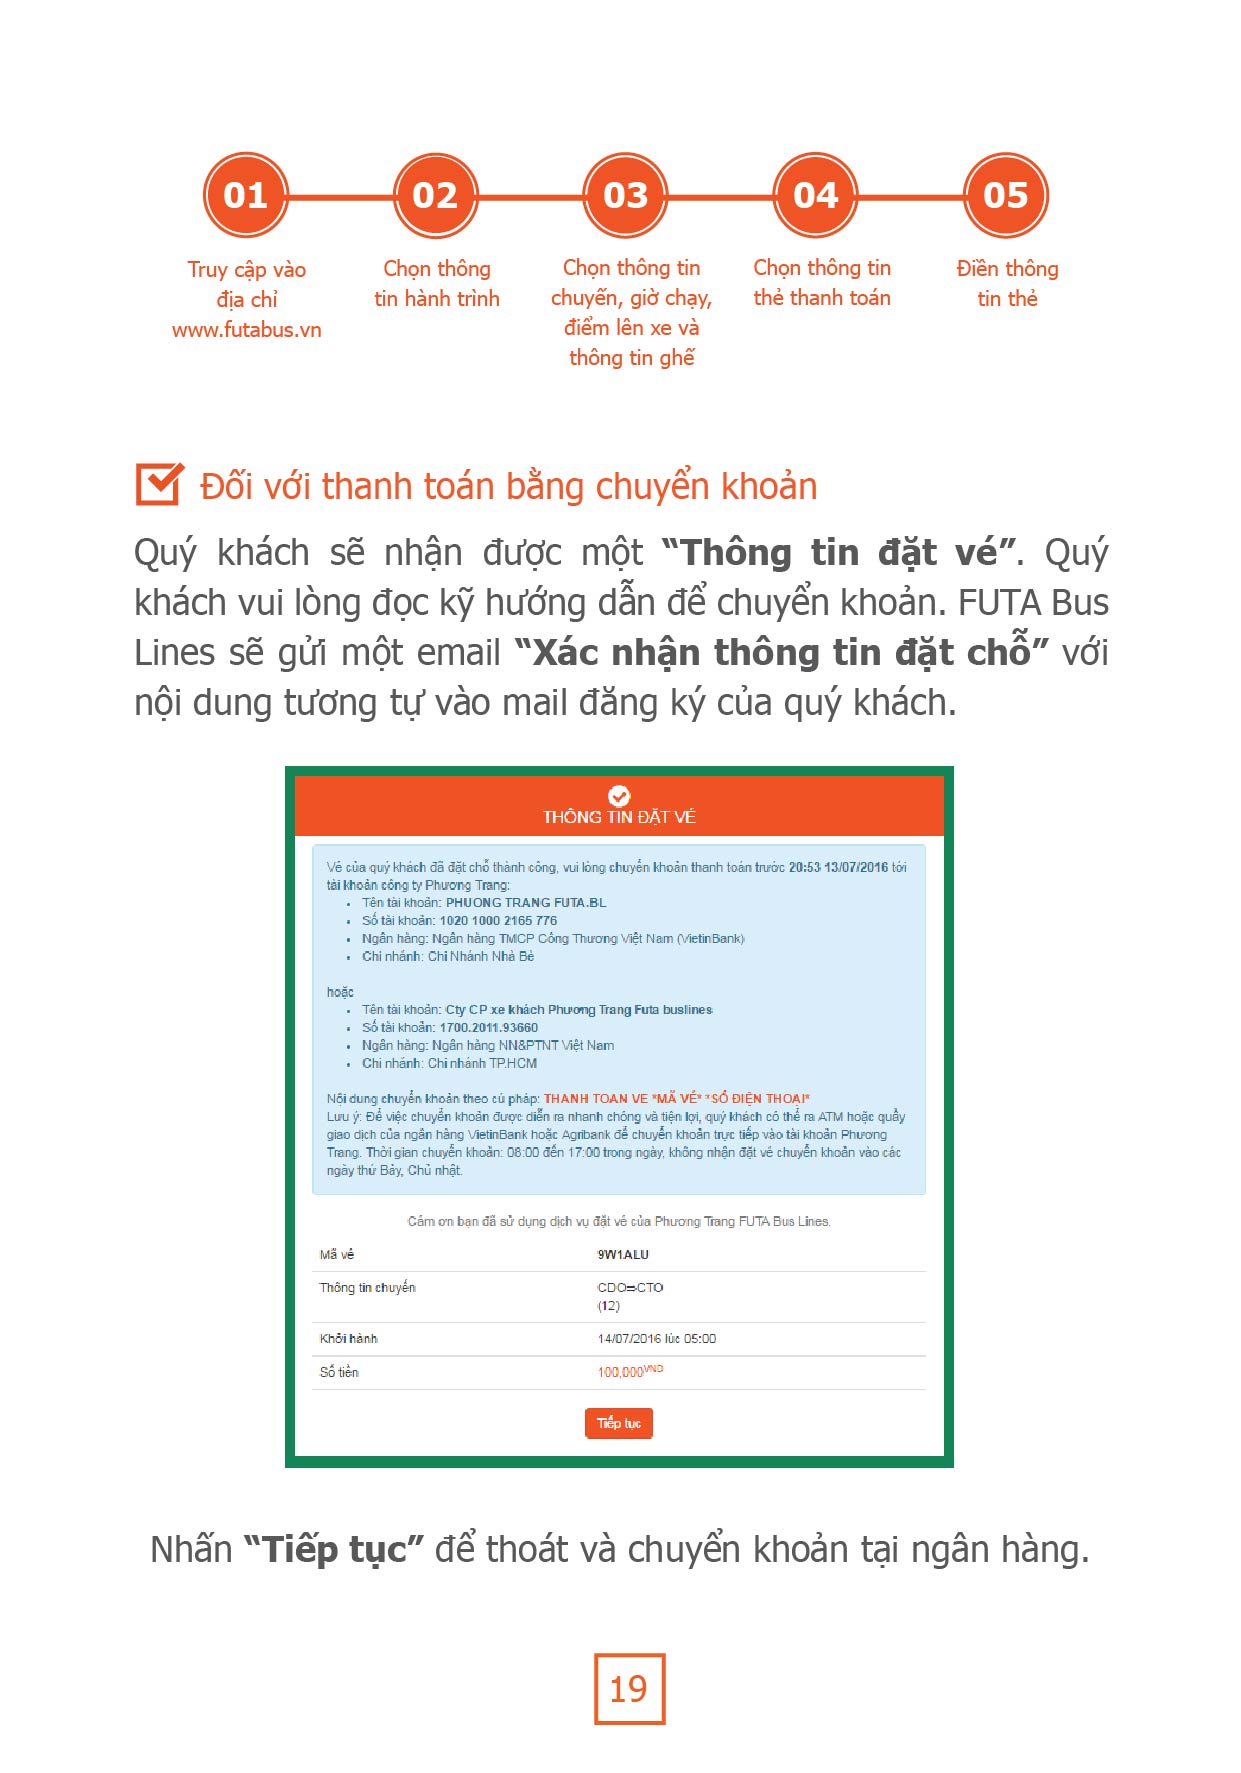 01
02
03
04
05
Truy cập vào
địa chỉ
www.futabus.vn
Chọn thông
tin hành trình
Chọn thông tin
chuyến, giờ chạy,
điểm lên xe và
thông tin ghế
Chọn thông tin
thẻ thanh toán
Điền thông
tin thẻ
Đối với thanh toán bằng chuyển khoản
Quý khách sẽ nhận được một “Thông tin đặt vé”. Quý
khách vui lòng đọc kỹ hướng dẫn để chuyển khoản. FUTA Bus
Lines sẽ gửi một email “Xác nhận thông tin đặt chỗ” với
nội dung tương tự vào mail đăng ký của quý khách.
THÔNG TIN ĐẶT VÉ
Vé của quý khách đã đặt chỗ thành công, vui lòng chuyển khoản thanh toán trước 20:53 13/07/2016 tới
tài khoản công ty Phương Trang:
• Tên tài khoản: PHUONG TRANG FUTA.BL
• Số tài khoản: 1020 1000 2165 776
• Ngân hàng: Ngân hàng TMCP Công Thương Việt Nam (VietinBank)
• Chi nhánh: Chi Nhánh Nhà Bè
hoặc
• Tên tài khoản: Cty CP xe khách Phương Trang Futa buslines
• Số tài khoản: 1700.2011.93660
• Ngân hàng: Ngân hàng NN&PTNT Việt Nam
• Chi nhánh: Chi nhánh TP.HCM
Nội dung chuyển khoản theo cú pháp: THANH TOAN VE *MÃ VÉ* *SỐ ĐIỆN THOẠI*
Lưu ý: Để việc chuyển khoản được diễn ra nhanh chóng và tiện lợi, quý khách có thể ra ATM hoặc quầy
giao dịch của ngân hàng VietinBank hoặc Agribank để chuyển khoản trực tiếp vào tài khoản Phương
Trang. Thời gian chuyển khoản: 08:00 đến 17:00 trong ngày, không nhận đặt vé chuyển khoản vào các
ngày thứ Bảy, Chủ nhật.
Cám ơn bạn đã sử dụng dịch vụ đặt vé của Phương Trang FUTA Bus Lines.
Mã vé 9W1ALU
Thông tin chuyến CDO⇒CTO
(12)
Khởi hành 14/07/2016 lúc 05:00
Số tiền 100,000VND
Tiếp tục
Nhấn “Tiếp tục” để thoát và chuyển khoản tại ngân hàng.
19